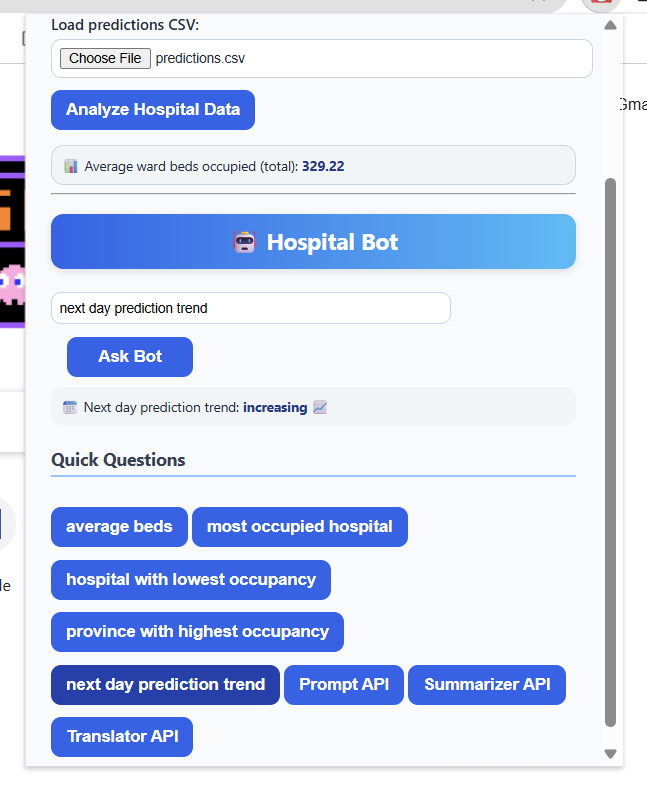 Load predictions CSV:
Choose File predictions.csv
Analyze Hospital Data
Average ward beds occupied (total): 329.22
Hospital Bot
next day prediction trend
Ask Bot
Next day prediction trend: increasing
Quick Questions
average beds most occupied hospital
hospital with lowest occupancy
province with highest occupancy
next day prediction trend Prompt API Summarizer API
Translator API